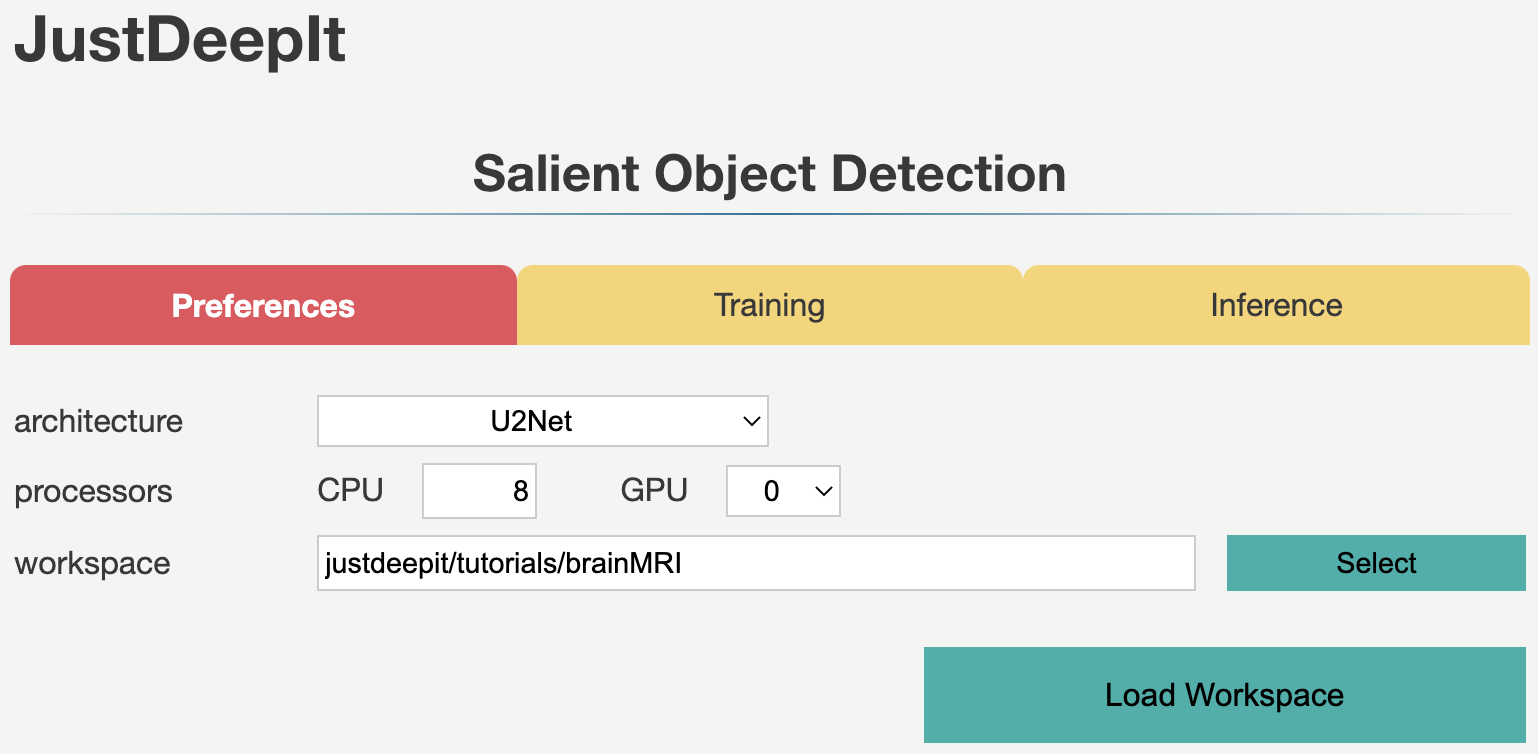 JustDeepIt
Salient Object Detection
Preferences Training Inference
architecture U2Net
processors CPU 8 GPU 0
workspace justdeepit/tutorials/brainMRI Select
Load Workspace